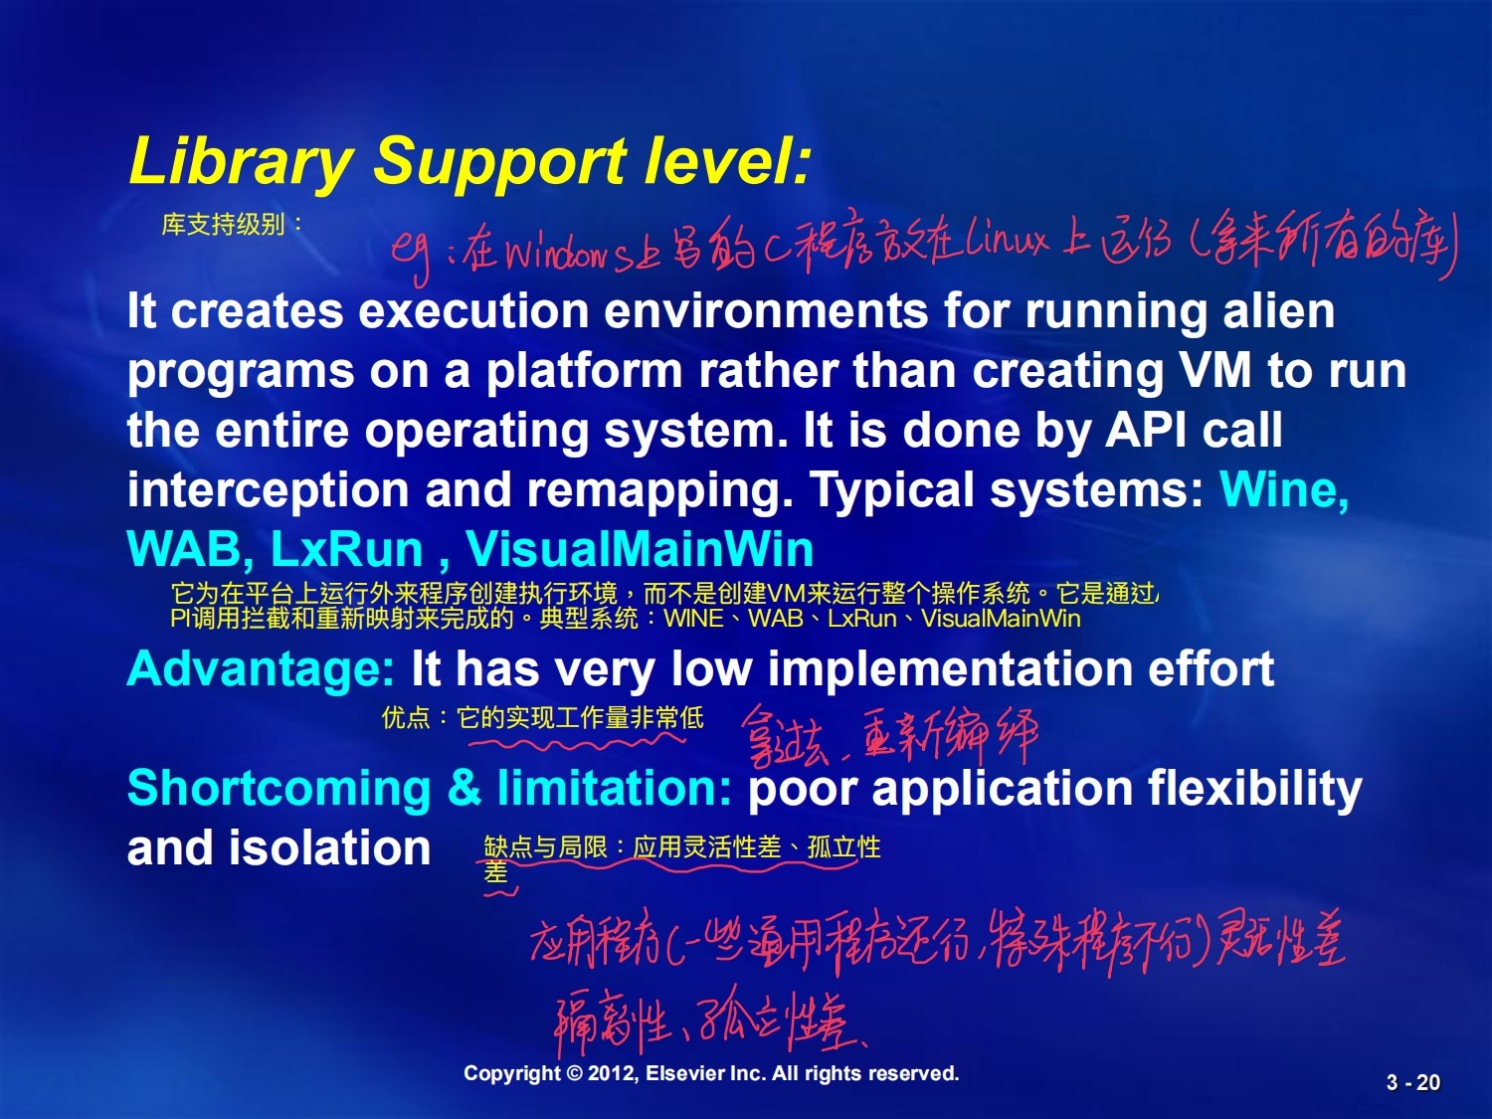 Library Support level:
库支持级别：
eg：在Windows上写的C程序放在Linux上运行（拿来所有的库）
It creates execution environments for running alien
programs on a platform rather than creating VM to run
the entire operating system. It is done by API call
interception and remapping. Typical systems: Wine,
WAB, LxRun , VisualMainWin
它为在平台上运行外来程序创建执行环境，而不是创建VM来运行整个操作系统。它是通过
PI调用拦截和重新映射来完成的。典型系统：WINE、WAB、LxRun、VisualMainWin
Advantage: It has very low implementation effort
优点：它的实现工作量非常低
拿过去、重新编译
Shortcoming & limitation: poor application flexibility
and isolation
缺点与局限：应用灵活性差、孤立性
差
应用程序（一些通用程序还行,特殊程序不行）灵活性差
隔离性、孤立性差、
Copyright © 2012, Elsevier Inc. All rights reserved.
3 - 20